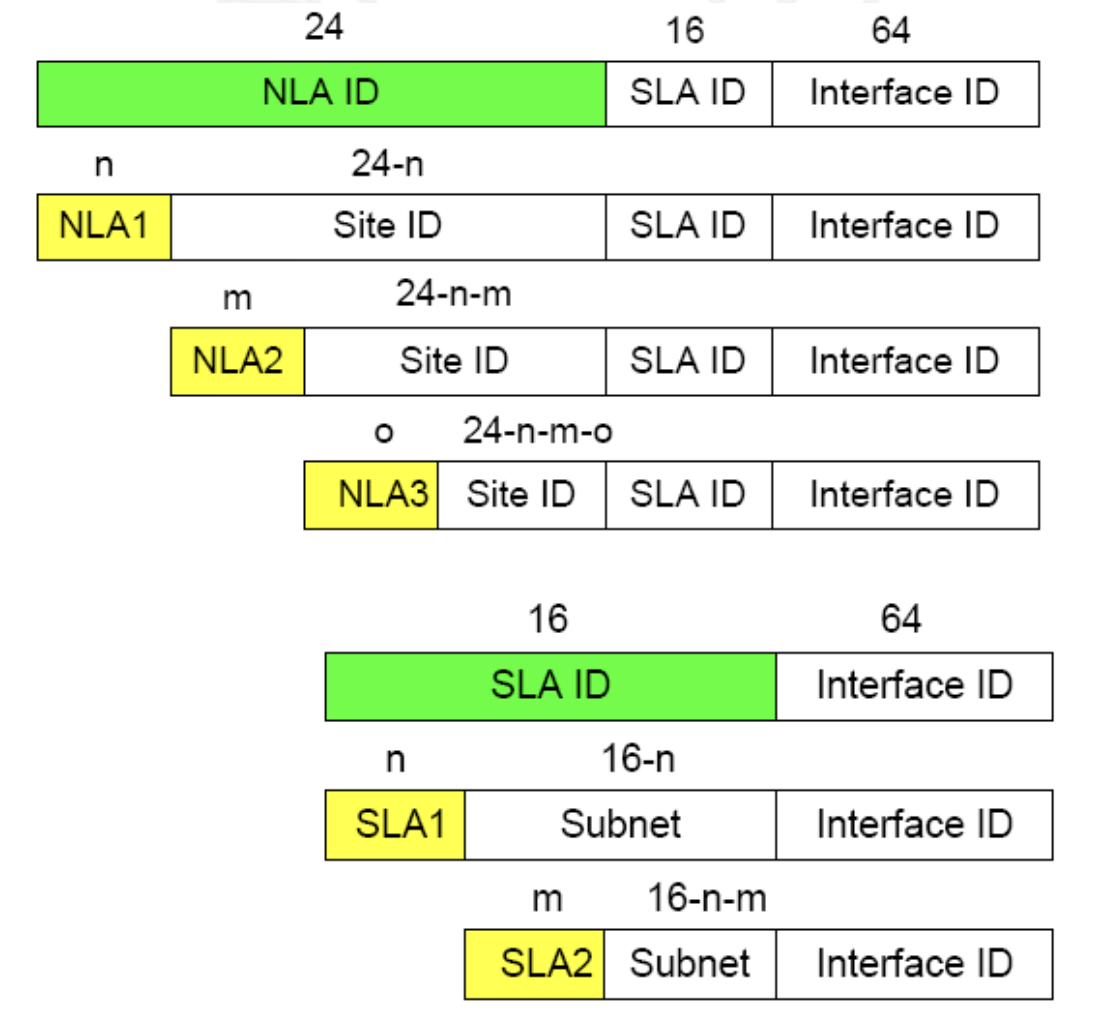 24 16 64
NLA ID SLA ID Interface ID
n 24-n
NLA1 Site ID SLA ID Interface ID
m 24-n-m
NLA2 Site ID SLA ID Interface ID
o 24-n-m-o
NLA3 Site ID SLA ID Interface ID
16 64
SLA ID Interface ID
n 16-n
SLA1 Subnet Interface ID
m 16-n-m
SLA2 Subnet Interface ID